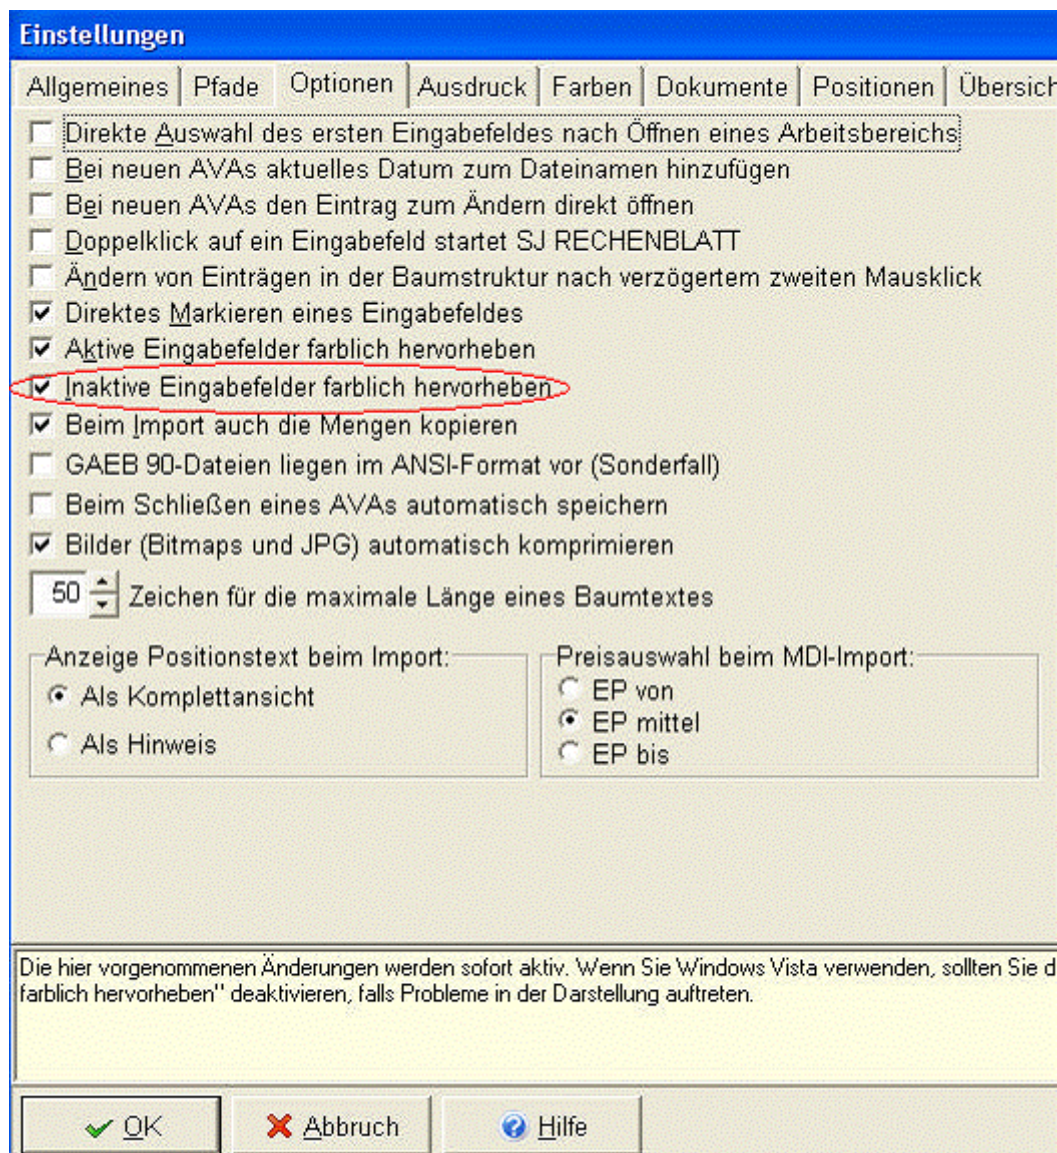 Einstellungen
Allgemeines Pfade Optionen Ausdruck Farben Dokumente Positionen Übersich
Direkte Auswahl des ersten Eingabefeldes nach Öffnen eines Arbeitsbereichs
Bei neuen AVAs aktuelles Datum zum Dateinamen hinzufügen
Bei neuen AVAs den Eintrag zum Ändern direkt öffnen
Doppelklick auf ein Eingabefeld startet SJ RECHENBLATT
Ändern von Einträgen in der Baumstruktur nach verzögertem zweiten Mausklick
Direktes Markieren eines Eingabefeldes
Aktive Eingabefelder farblich hervorheben
Inaktive Eingabefelder farblich hervorheben
Beim Import auch die Mengen kopieren
GAEB 90-Dateien liegen im ANSI-Format vor (Sonderfall)
Beim Schließen eines AVAs automatisch speichern
Bilder (Bitmaps und JPG) automatisch komprimieren
50 Zeichen für die maximale Länge eines Baumtextes
Anzeige Positionstext beim Import:
Als Komplettansicht
Als Hinweis
Preisauswahl beim MDI-Import:
EP von
EP mittel
EP bis
Die hier vorgenommenen Änderungen werden sofort aktiv. Wenn Sie Windows Vista verwenden, sollten Sie d
farblich hervorheben" deaktivieren, falls Probleme in der Darstellung auftreten.
OK Abbruch Hilfe